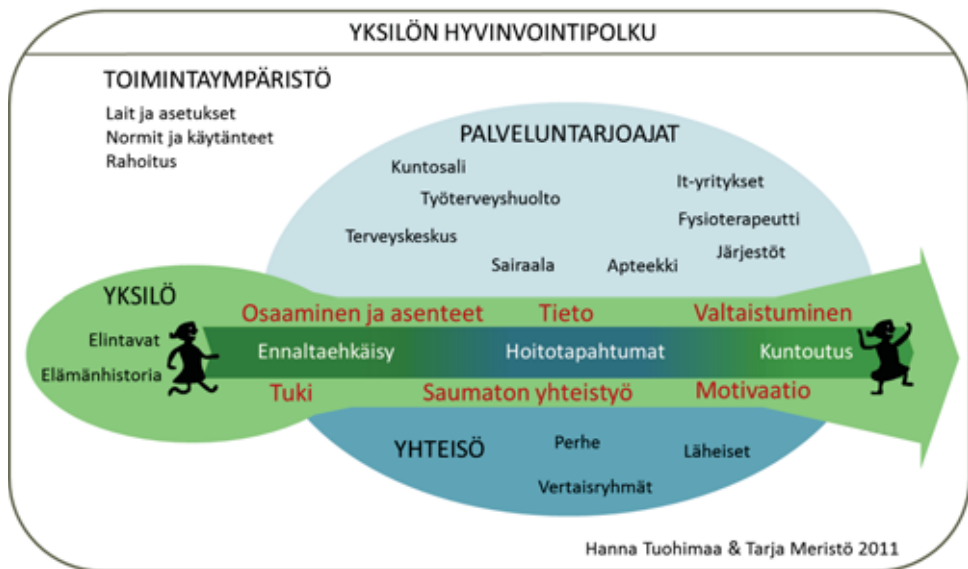 YKSILÖN HYVINVOINTIPOLKU
TOIMINTAYMPÄRISTÖ
Lait ja asetukset
Normit ja käytänteet
Rahoitus
PALVELUNTARJOAJAT
Kuntosali
It-yritykset
Työterveyshuolto
Fysioterapeutti
Terveyskeskus
Järjestöt
Sairaala
Apteekki
YKSILÖ
Elintavat
Elämänhistoria
Osaaminen ja asenteet
Tieto
Valtaistuminen
Ennaltaehkäisy
Hoitotapahtumat
Kuntoutus
Tuki
Saumaton yhteistyö
Motivaatio
YHTEISÖ
Perhe
Läheiset
Vertaisryhmät
Hanna Tuohimaa & Tarja Meristö 2011